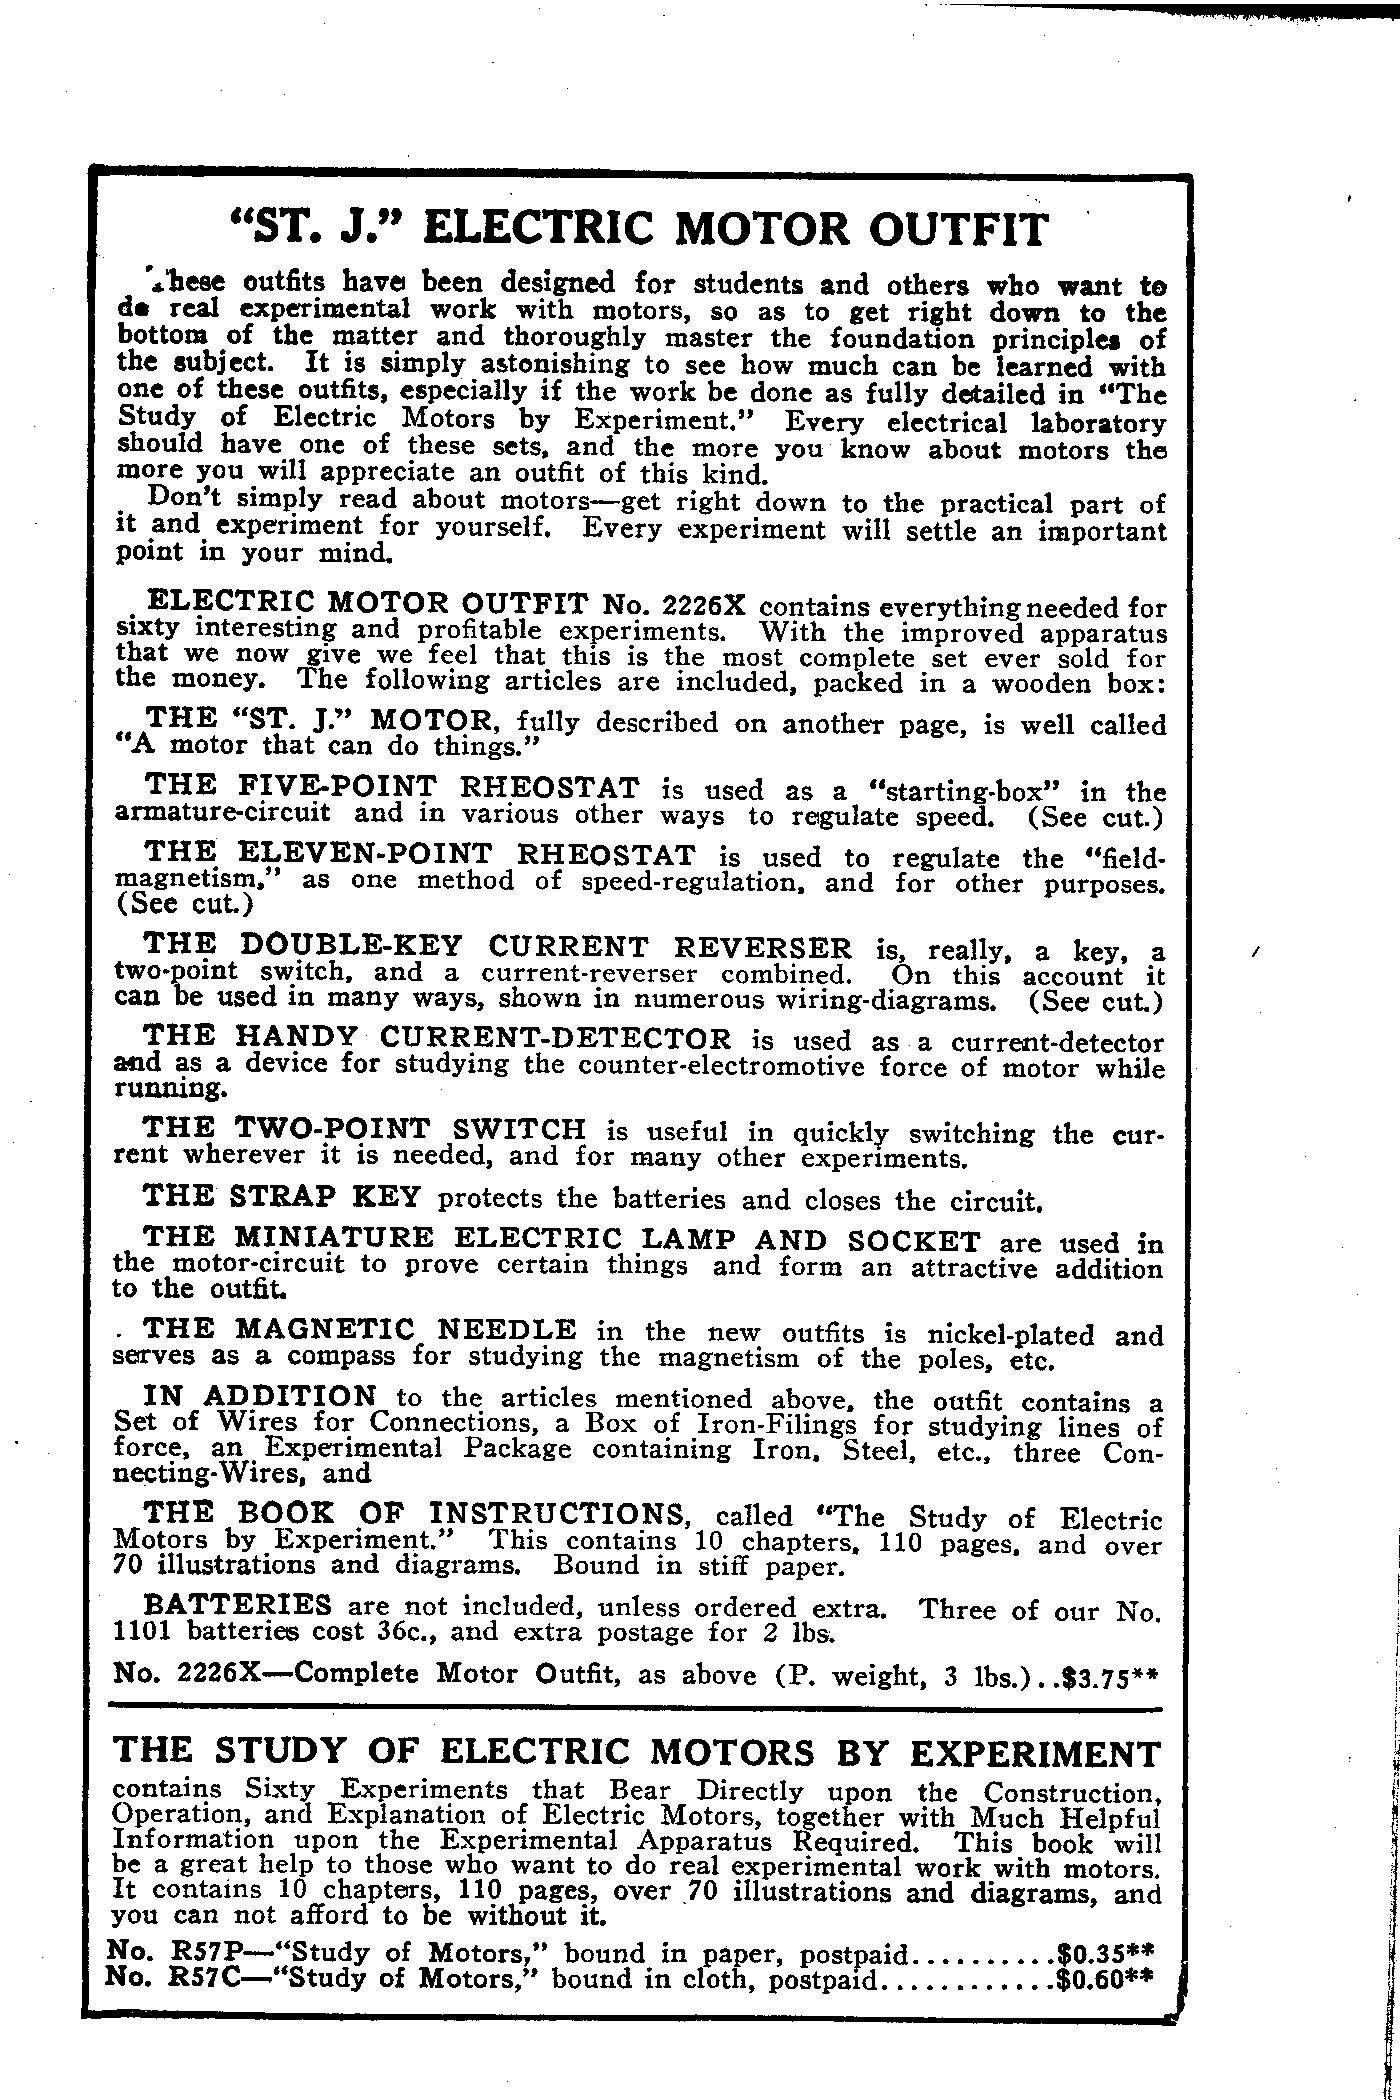 “ST. J.” ELECTRIC MOTOR OUTFIT
These outfits have been designed for students and others who want to
do real experimental work with motors, so as to get right down to the
bottom of the matter and thoroughly master the foundation principles of
the subject. It is simply astonishing to see how much can be learned with
one of these outfits, especially if the work be done as fully detailed in “The
Study of Electric Motors by Experiment.” Every electrical laboratory
should have one of these sets, and the more you know about motors the
more you will appreciate an outfit of this kind.
Don’t simply read about motors—get right down to the practical part of
it and experiment for yourself. Every experiment will settle an important
point in your mind.
ELECTRIC MOTOR OUTFIT No. 2226X contains everything needed for
sixty interesting and profitable experiments. With the improved apparatus
that we now give we feel that this is the most complete set ever sold for
the money. The following articles are included, packed in a wooden box:
THE “ST. J.” MOTOR, fully described on another page, is well called
“A motor that can do things.”
THE FIVE-POINT RHEOSTAT is used as a “starting-box” in the
armature-circuit and in various other ways to regulate speed. (See cut.)
THE ELEVEN-POINT RHEOSTAT is used to regulate the “field-
magnetism,” as one method of speed-regulation, and for other purposes.
(See cut.)
THE DOUBLE-KEY CURRENT REVERSER is, really, a key, a
two-point switch, and a current-reverser combined. On this account it
can be used in many ways, shown in numerous wiring-diagrams. (See cut.)
THE HANDY CURRENT-DETECTOR is used as a current-detector
and as a device for studying the counter-electromotive force of motor while
running.
THE TWO-POINT SWITCH is useful in quickly switching the cur-
rent wherever it is needed, and for many other experiments.
THE STRAP KEY protects the batteries and closes the circuit.
THE MINIATURE ELECTRIC LAMP AND SOCKET are used in
the motor-circuit to prove certain things and form an attractive addition
to the outfit.
THE MAGNETIC NEEDLE in the new outfits is nickel-plated and
serves as a compass for studying the magnetism of the poles, etc.
IN ADDITION to the articles mentioned above, the outfit contains a
Set of Wires for Connections, a Box of Iron-Filings for studying lines of
force, an Experimental Package containing Iron, Steel, etc., three Con-
necting-Wires, and
THE BOOK OF INSTRUCTIONS, called “The Study of Electric
Motors by Experiment.” This contains 10 chapters, 110 pages, and over
70 illustrations and diagrams. Bound in stiff paper.
BATTERIES are not included, unless ordered extra. Three of our No.
1101 batteries cost 36c., and extra postage for 2 lbs.
No. 2226X—Complete Motor Outfit, as above (P. weight, 3 lbs.)..$3.75**
THE STUDY OF ELECTRIC MOTORS BY EXPERIMENT
contains Sixty Experiments that Bear Directly upon the Construction,
Operation, and Explanation of Electric Motors, together with Much Helpful
Information upon the Experimental Apparatus Required. This book will
be a great help to those who want to do real experimental work with motors.
It contains 10 chapters, 110 pages, over 70 illustrations and diagrams, and
you can not afford to be without it.
No. R57P—“Study of Motors,” bound in paper, postpaid..........$0.35**
No. R57C—“Study of Motors,” bound in cloth, postpaid............$0.60**